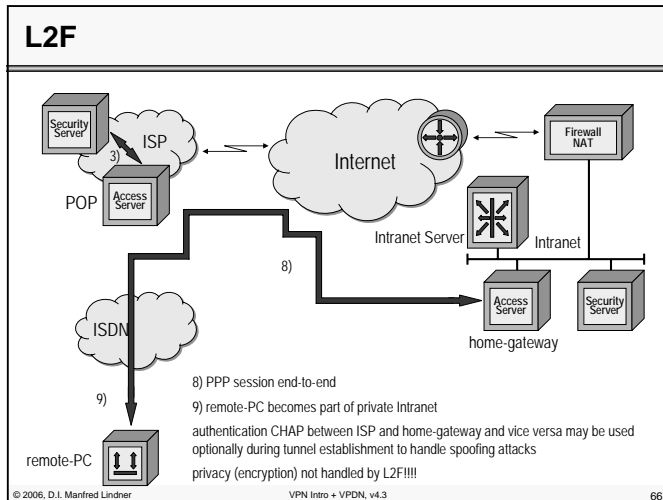 L2F
Security
Server
ISP
3)
POP
Access
Server
Internet
Firewall
NAT
Intranet Server
Intranet
8)
Access
Server
Security
Server
home-gateway
ISDN
9)
remote-PC
8) PPP session end-to-end
9) remote-PC becomes part of private Intranet
authentication CHAP between ISP and home-gateway and vice versa may be used
optionally during tunnel establishment to handle spoofing attacks
privacy (encryption) not handled by L2F!!!!
© 2006, D.I. Manfred Lindner
VPN Intro + VPDN, v4.3
66